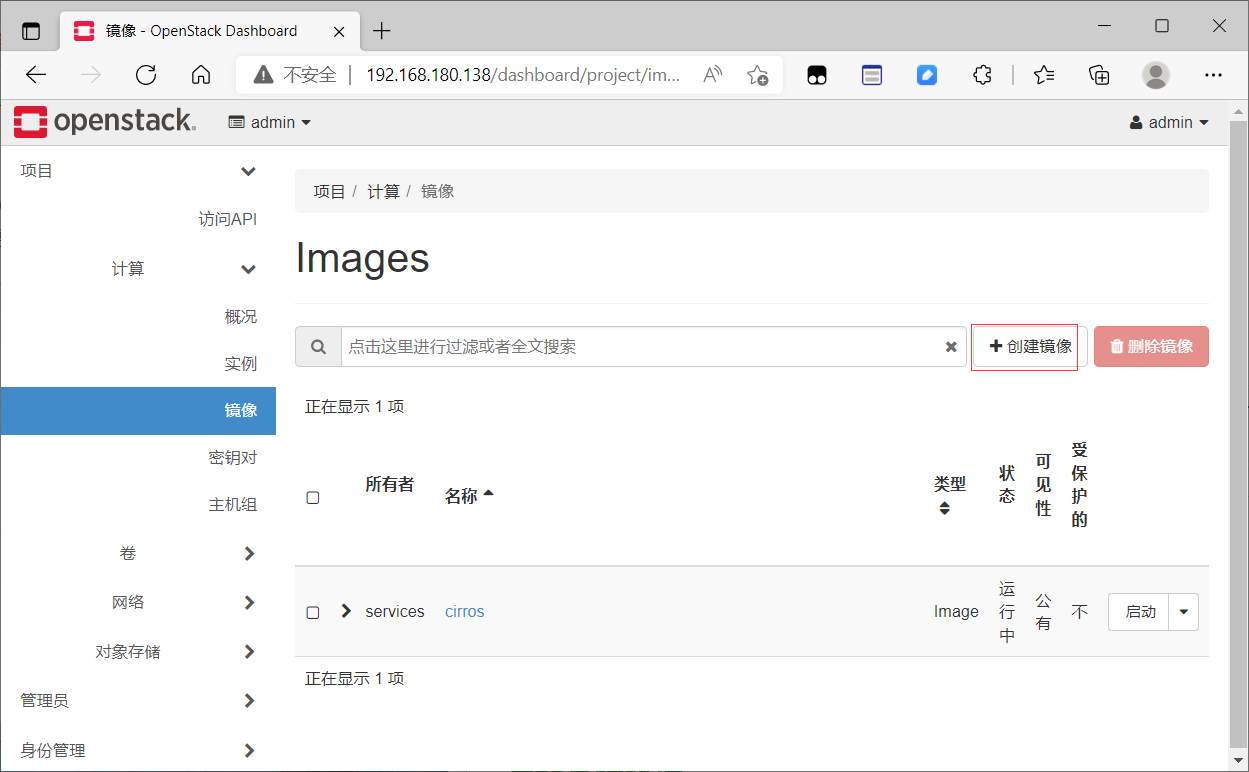 镜像 - OpenStack Dashboard
不安全 192.168.180.138/dashboard/project/im...
openstack. admin admin
项目
访问API
计算
概况
实例
镜像
密钥对
主机组
卷
网络
对象存储
管理员
身份管理
项目 / 计算 / 镜像
Images
点击这里进行过滤或者全文搜索 创建镜像 删除镜像
正在显示 1 项
所有者 名称 类型 状态 可见性 受保护的
services cirros Image 运行中 公有 不 启动
正在显示 1 项